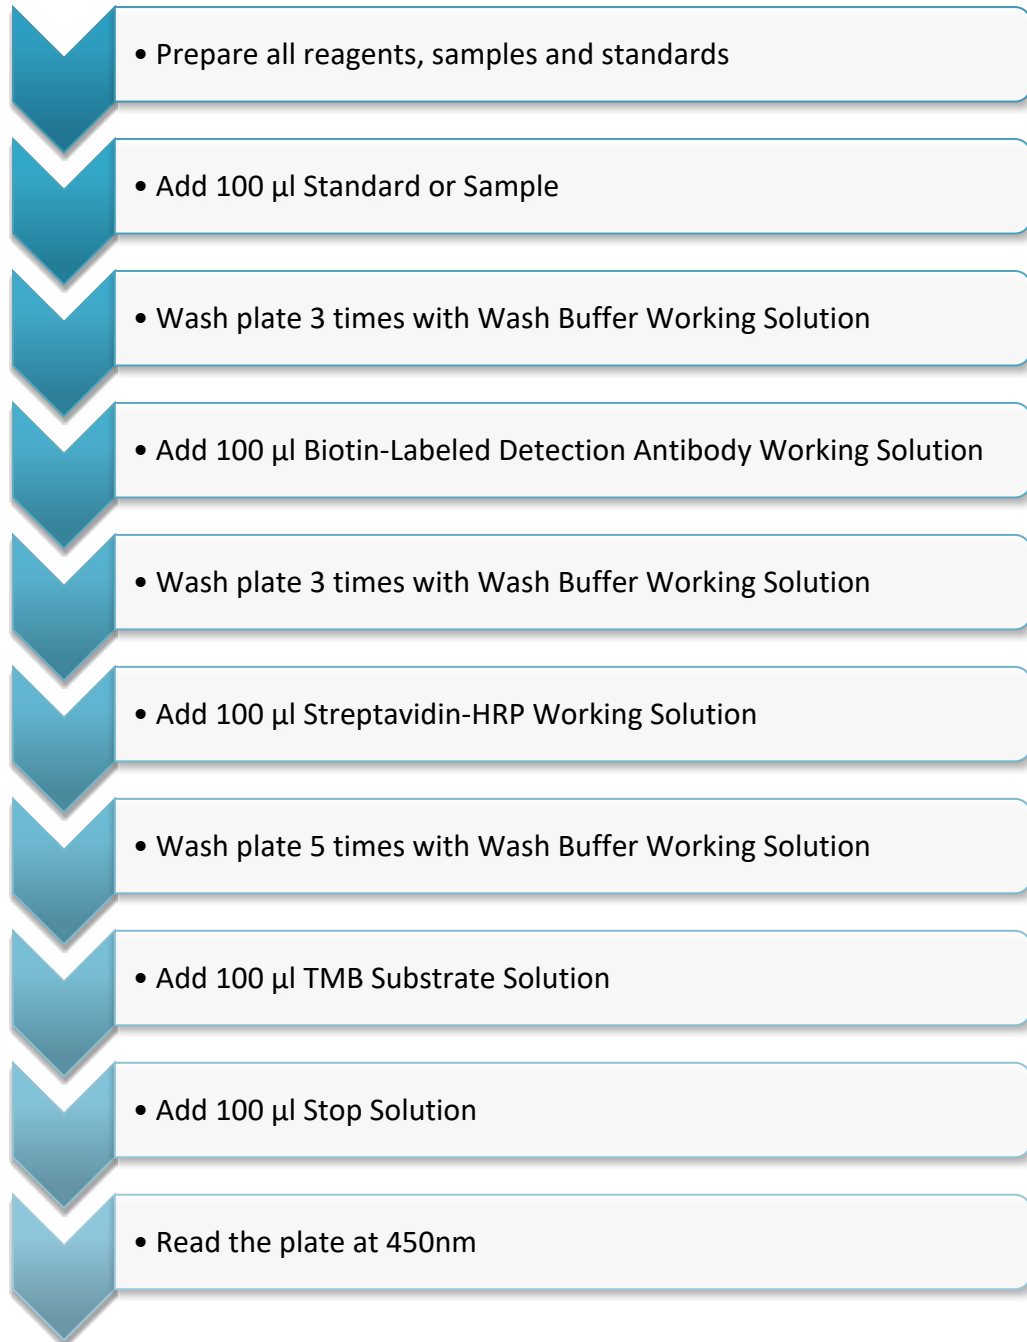 • Prepare all reagents, samples and standards
• Add 100 µl Standard or Sample
• Wash plate 3 times with Wash Buffer Working Solution
• Add 100 µl Biotin-Labeled Detection Antibody Working Solution
• Wash plate 3 times with Wash Buffer Working Solution
• Add 100 µl Streptavidin-HRP Working Solution
• Wash plate 5 times with Wash Buffer Working Solution
• Add 100 µl TMB Substrate Solution
• Add 100 µl Stop Solution
• Read the plate at 450nm